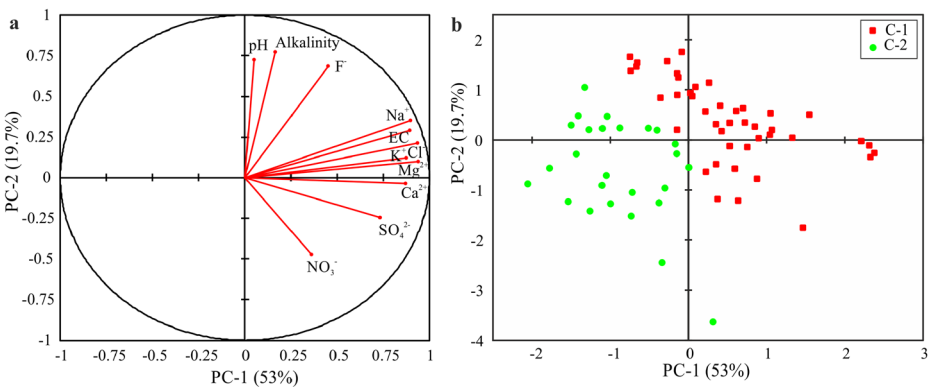 a
PC-2 (19.7%)
1
0.75
0.5
0.25
0
-0.25
-0.5
-0.75
-1
pH
Alkalinity
F⁻
Na⁺
EC
K⁺ Cl⁻
Mg²⁺
Ca²⁺
SO₄²⁻
NO₃⁻
-1 -0.75 -0.5 -0.25 0 0.25 0.5 0.75 1
PC-1 (53%)
b
PC-2 (19.7%)
2
1
0
-1
-2
-3
-4
C-1
C-2
-2 -1 0 1 2 3
PC-1 (53%)